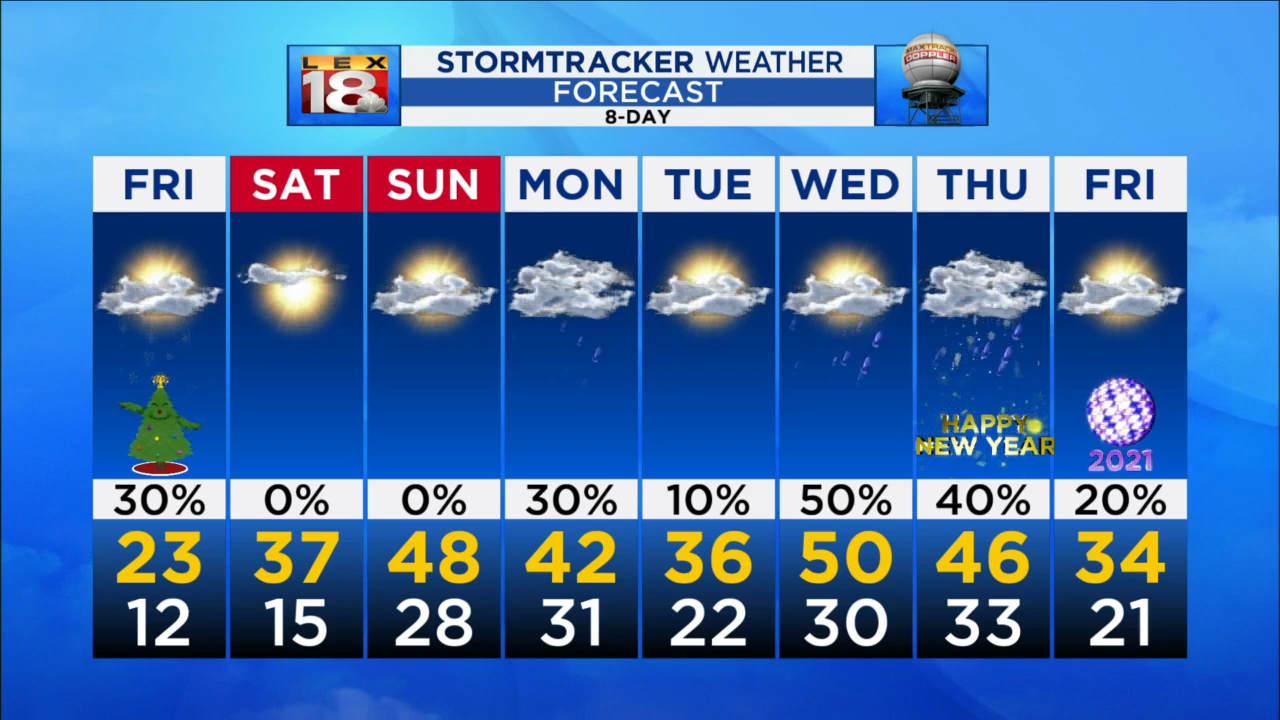 LEX
18
STORMTRACKER WEATHER
FORECAST
8-DAY
MAXTRACK
DOPPLER
FRI SAT SUN MON TUE WED THU FRI
HAPPY
NEW YEAR
2021
30% 0% 0% 30% 10% 50% 40% 20%
23 37 48 42 36 50 46 34
12 15 28 31 22 30 33 21